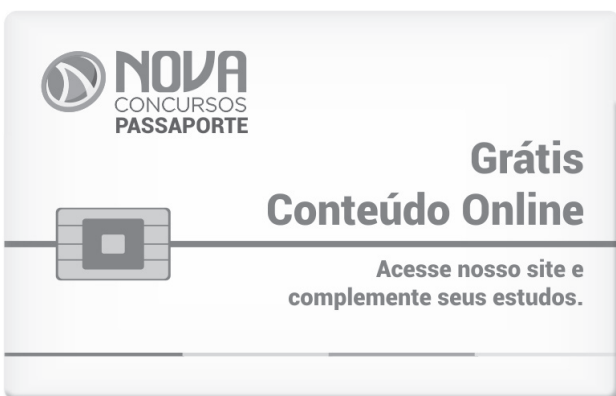 NOVA
CONCURSOS
PASSAPORTE
Grátis
Conteúdo Online
Acesse nosso site e
complemente seus estudos.